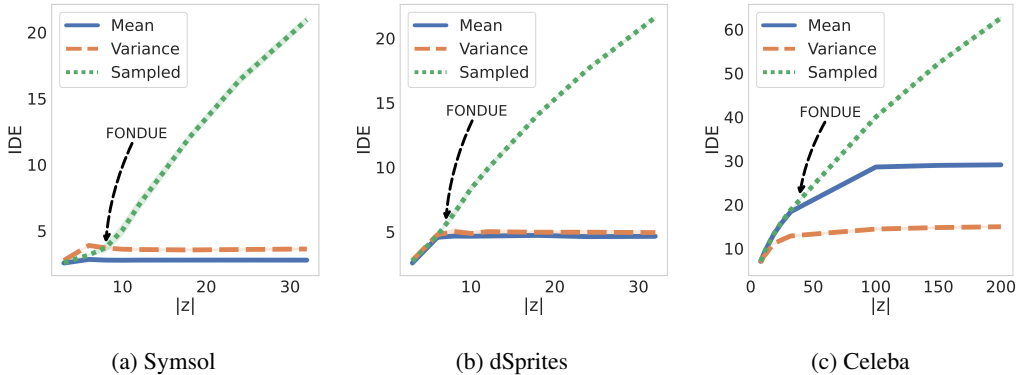 Mean
Variance
Sampled
FONDUE
IDE
20
15
10
5
10
20
30
|z|
(a) Symsol
Mean
Variance
Sampled
FONDUE
IDE
20
15
10
5
10
20
30
|z|
(b) dSprites
Mean
Variance
Sampled
FONDUE
IDE
60
50
40
30
20
10
0
50
100
150
200
|z|
(c) Celeba